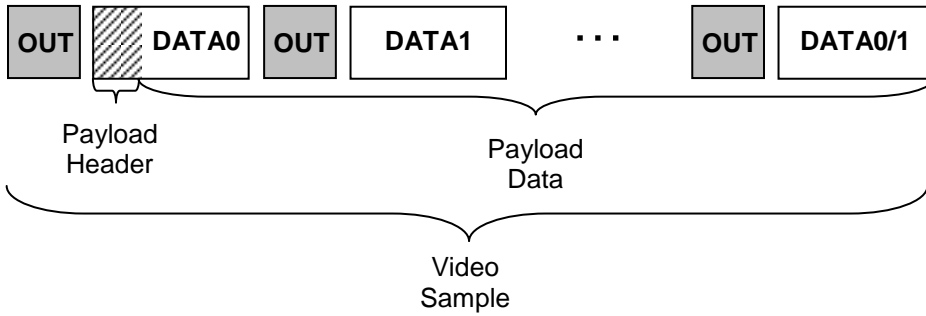 OUT DATA0 OUT DATA1 ... OUT DATA0/1
Payload
Header
Payload
Data
Video
Sample